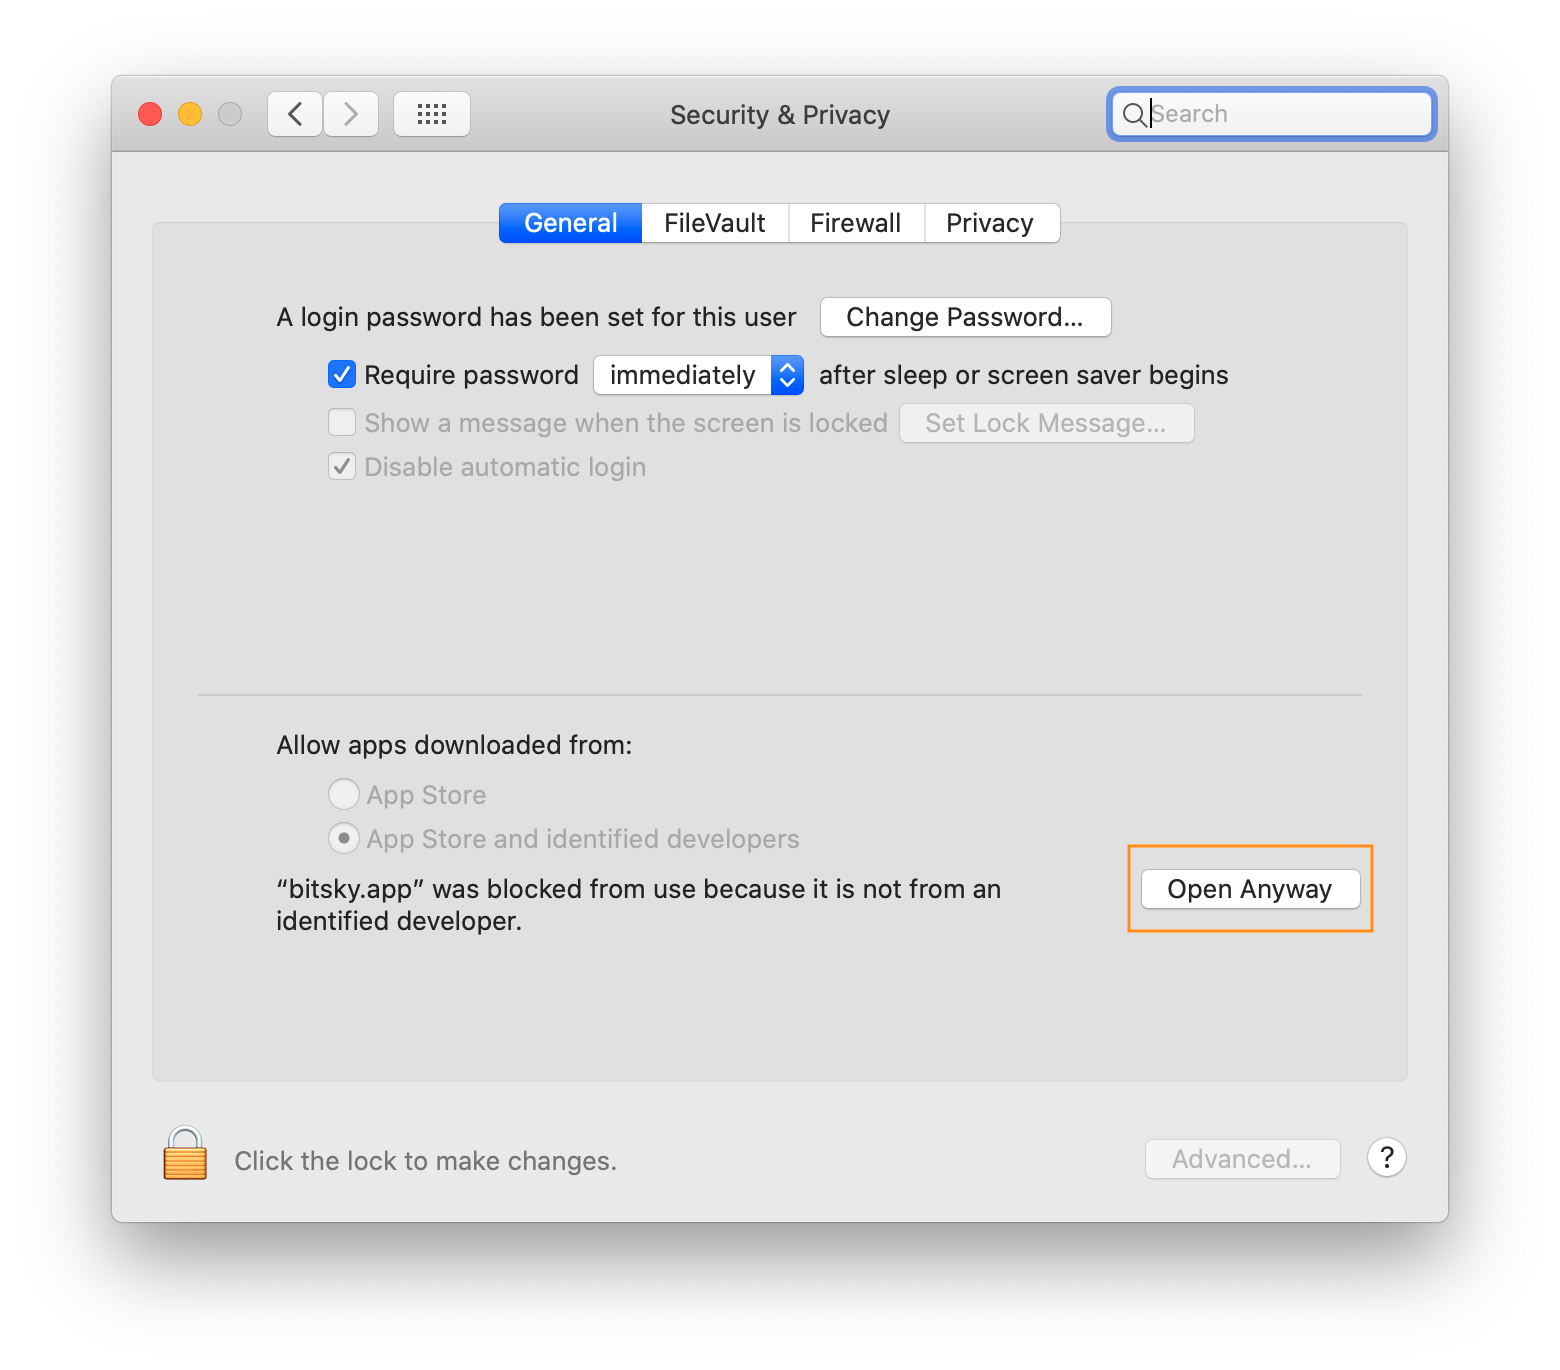 Security & Privacy
Search
General
FileVault
Firewall
Privacy
A login password has been set for this user
Change Password...
Require password
immediately
after sleep or screen saver begins
Show a message when the screen is locked
Set Lock Message...
Disable automatic login
Allow apps downloaded from:
App Store
App Store and identified developers
“bitsky.app” was blocked from use because it is not from an
identified developer.
Open Anyway
Click the lock to make changes.
Advanced...
?